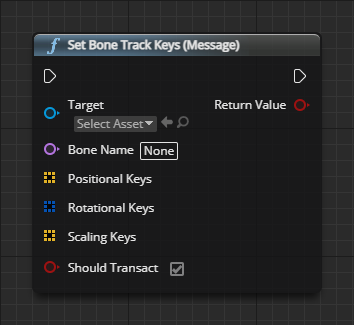 Set Bone Track Keys (Message)
Target
Return Value
Select Asset
Bone Name None
Positional Keys
Rotational Keys
Scaling Keys
Should Transact